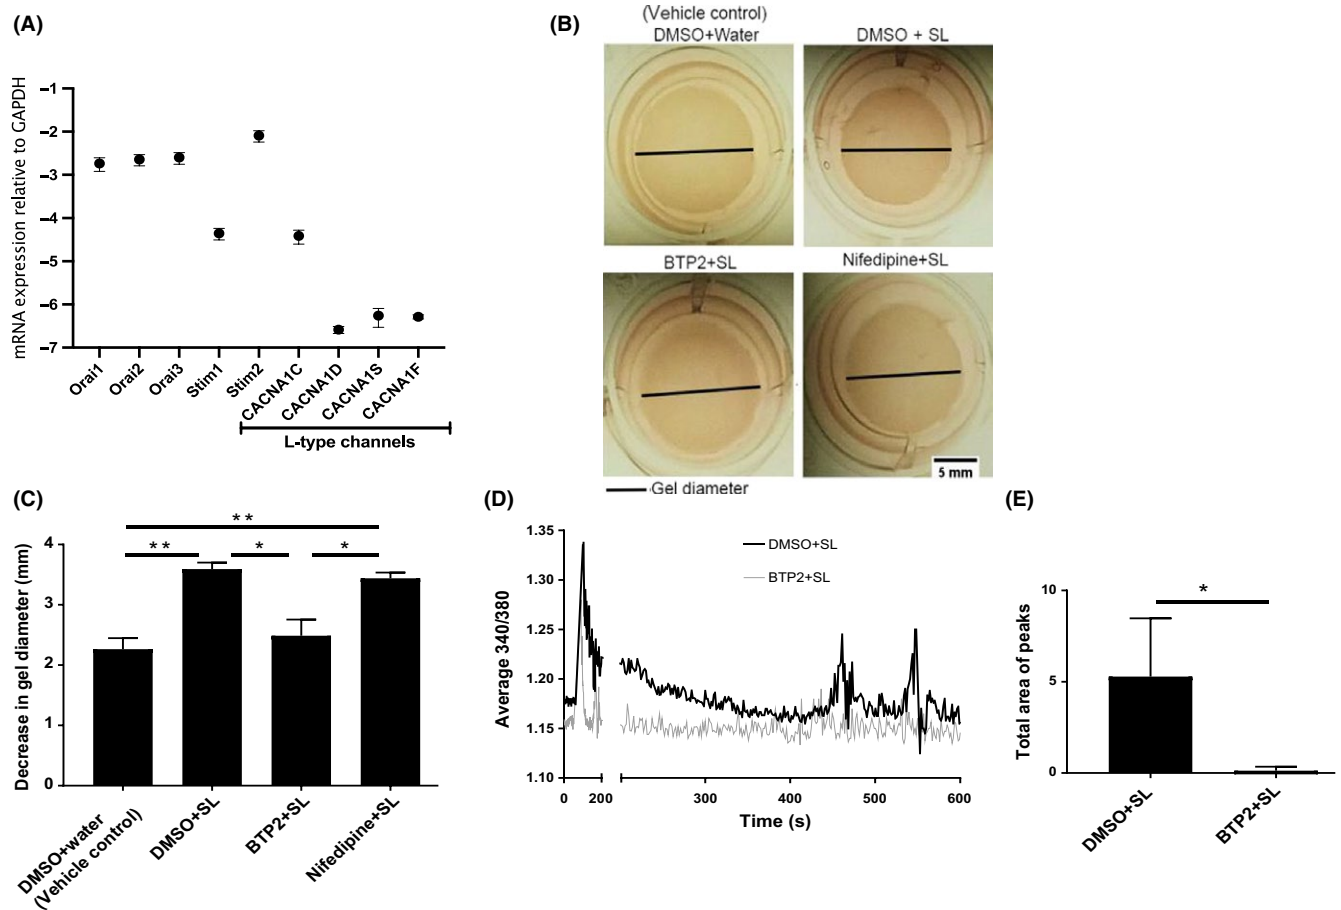 (A)
mRNA expression relative to GAPDH
−1
−2
−3
−4
−5
−6
−7
Orai1
Orai2
Orai3
Stim1
Stim2
CACNA1C
CACNA1D
CACNA1S
CACNA1F
L-type channels
(B)
(Vehicle control)
DMSO+Water
DMSO + SL
BTP2+SL
Nifedipine+SL
5 mm
Gel diameter
(C)
Decrease in gel diameter (mm)
4
3
2
1
0
**
**
*
*
DMSO+water
(Vehicle control)
DMSO+SL
BTP2+SL
Nifedipine+SL
(D)
Average 340/380
1.35
1.30
1.25
1.20
1.15
1.10
DMSO+SL
BTP2+SL
0
200
300
400
500
600
Time (s)
(E)
Total area of peaks
10
5
0
*
DMSO+SL
BTP2+SL